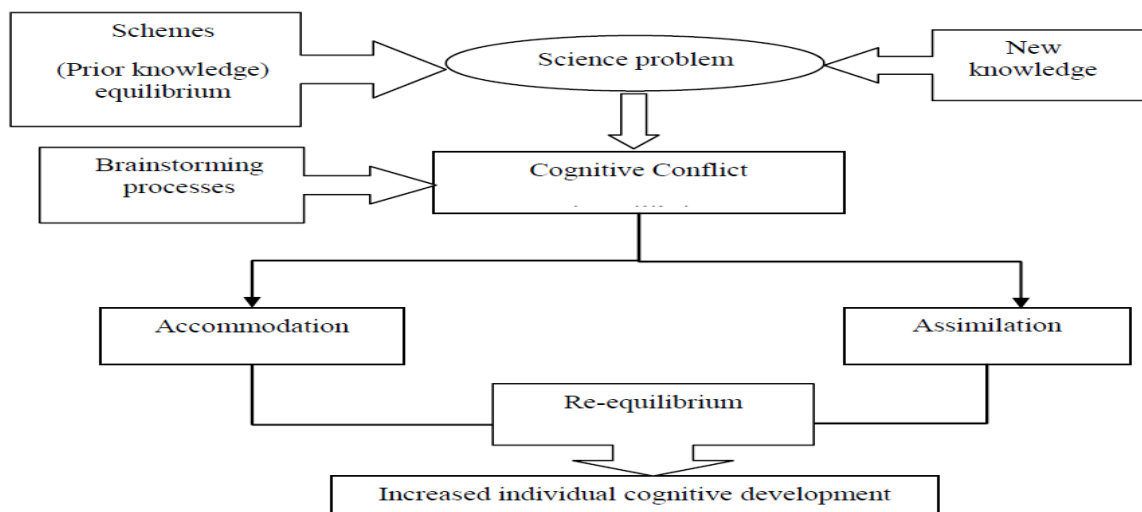 Schemes
(Prior knowledge)
equilibrium
Science problem
New
knowledge
Brainstorming
processes
Cognitive Conflict
Accommodation
Assimilation
Re-equilibrium
Increased individual cognitive development